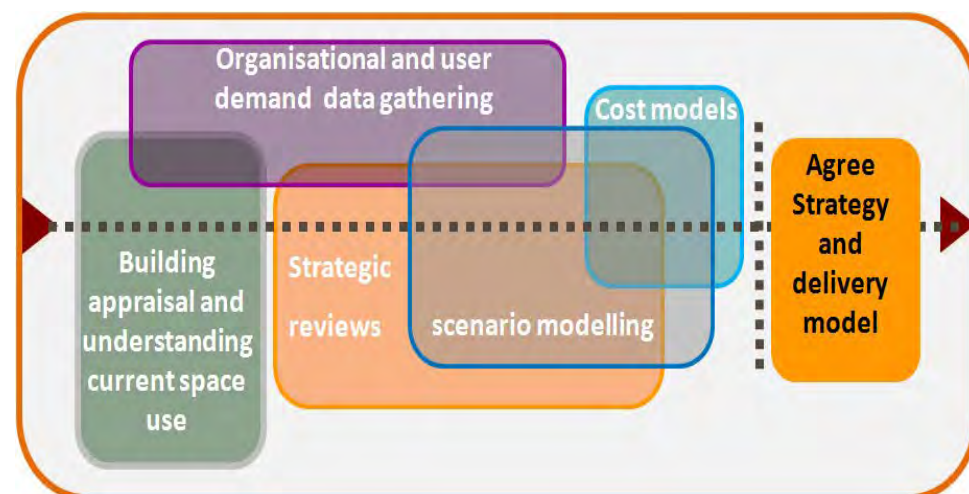 Organisational and user
demand data gathering
Cost models
Building
appraisal and
understanding
current space
use
Strategic
reviews
scenario modelling
Agree
Strategy
and
delivery
model